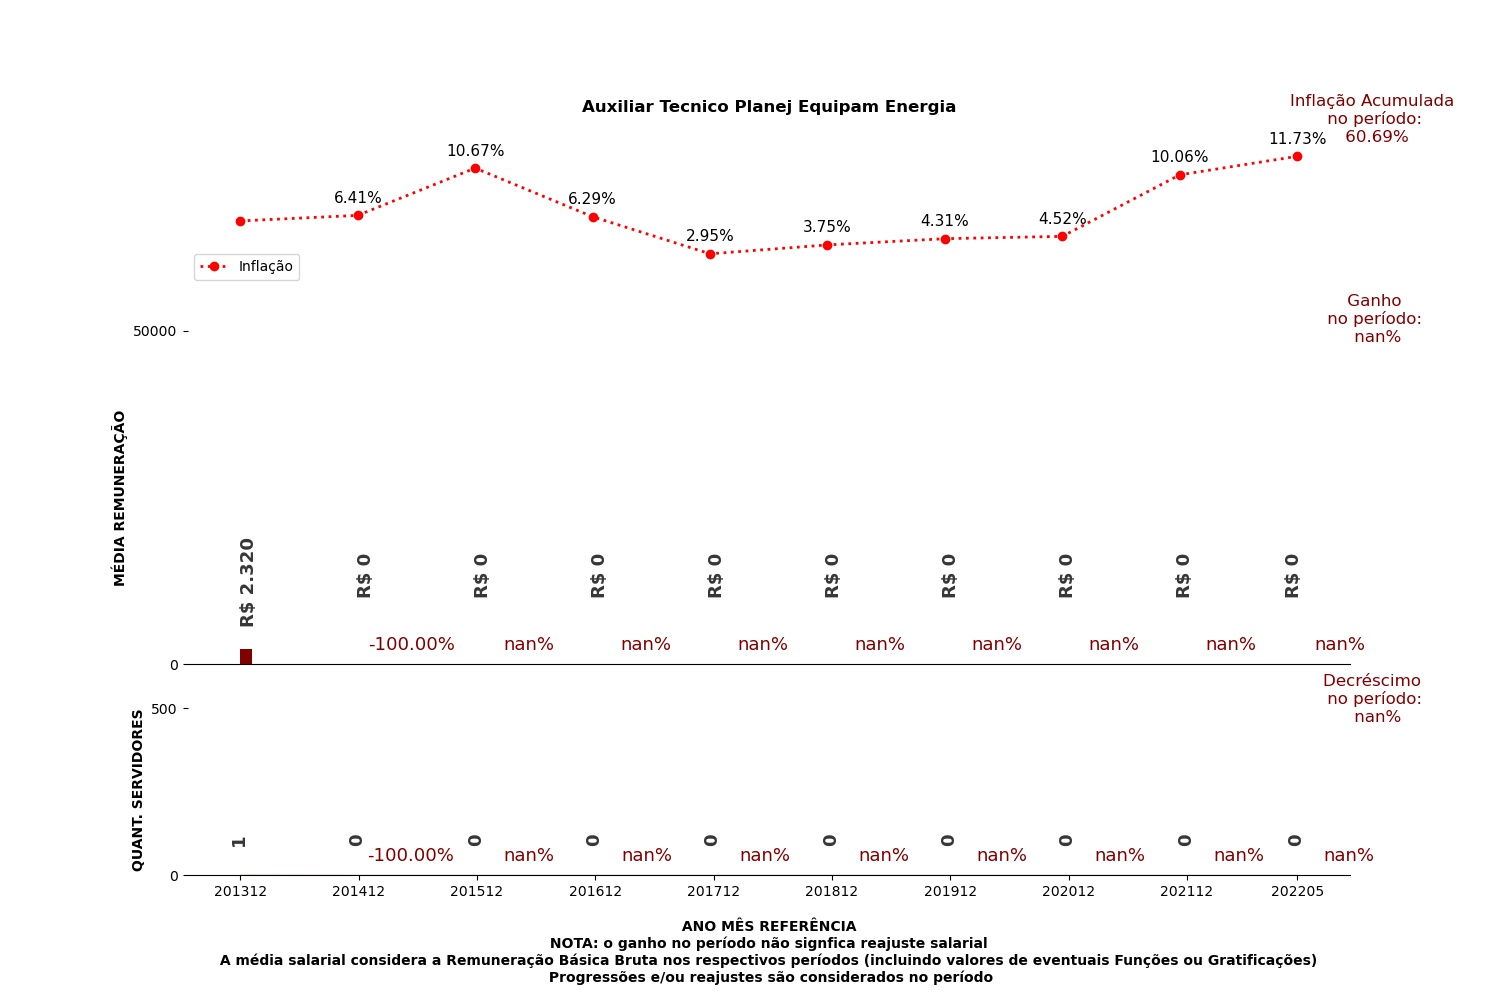 Auxiliar Tecnico Planej Equipam Energia
Inflação Acumulada
no período:
60.69%
6.41%
10.67%
6.29%
2.95%
3.75%
4.31%
4.52%
10.06%
11.73%
Inflação
Ganho
no período:
nan%
50000
0
MÉDIA REMUNERAÇÃO
R$ 2.320
R$ 0
R$ 0
R$ 0
R$ 0
R$ 0
R$ 0
R$ 0
R$ 0
R$ 0
-100.00%
nan%
nan%
nan%
nan%
nan%
nan%
nan%
nan%
Decréscimo
no período:
nan%
500
0
QUANT. SERVIDORES
1
0
0
0
0
0
0
0
0
0
-100.00%
nan%
nan%
nan%
nan%
nan%
nan%
nan%
nan%
201312
201412
201512
201612
201712
201812
201912
202012
202112
202205
ANO MÊS REFERÊNCIA
NOTA: o ganho no período não signfica reajuste salarial
A média salarial considera a Remuneração Básica Bruta nos respectivos períodos (incluindo valores de eventuais Funções ou Gratificações)
Progressões e/ou reajustes são considerados no período